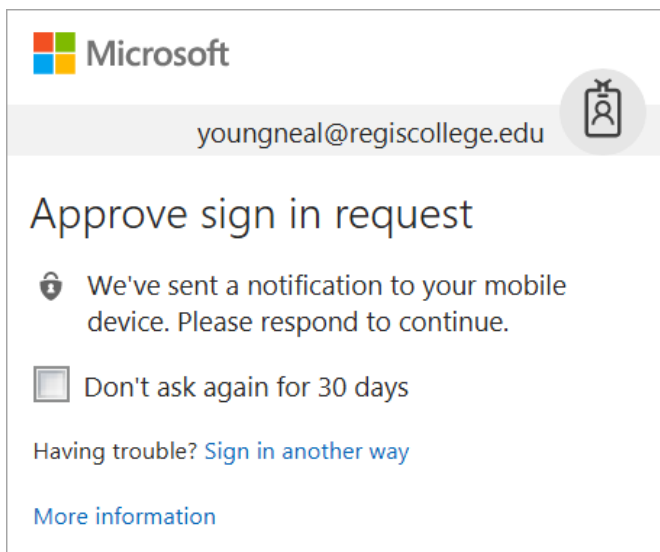 Microsoft
youngneal@regiscollege.edu
Approve sign in request
We've sent a notification to your mobile
device. Please respond to continue.
Don't ask again for 30 days
Having trouble? Sign in another way
More information